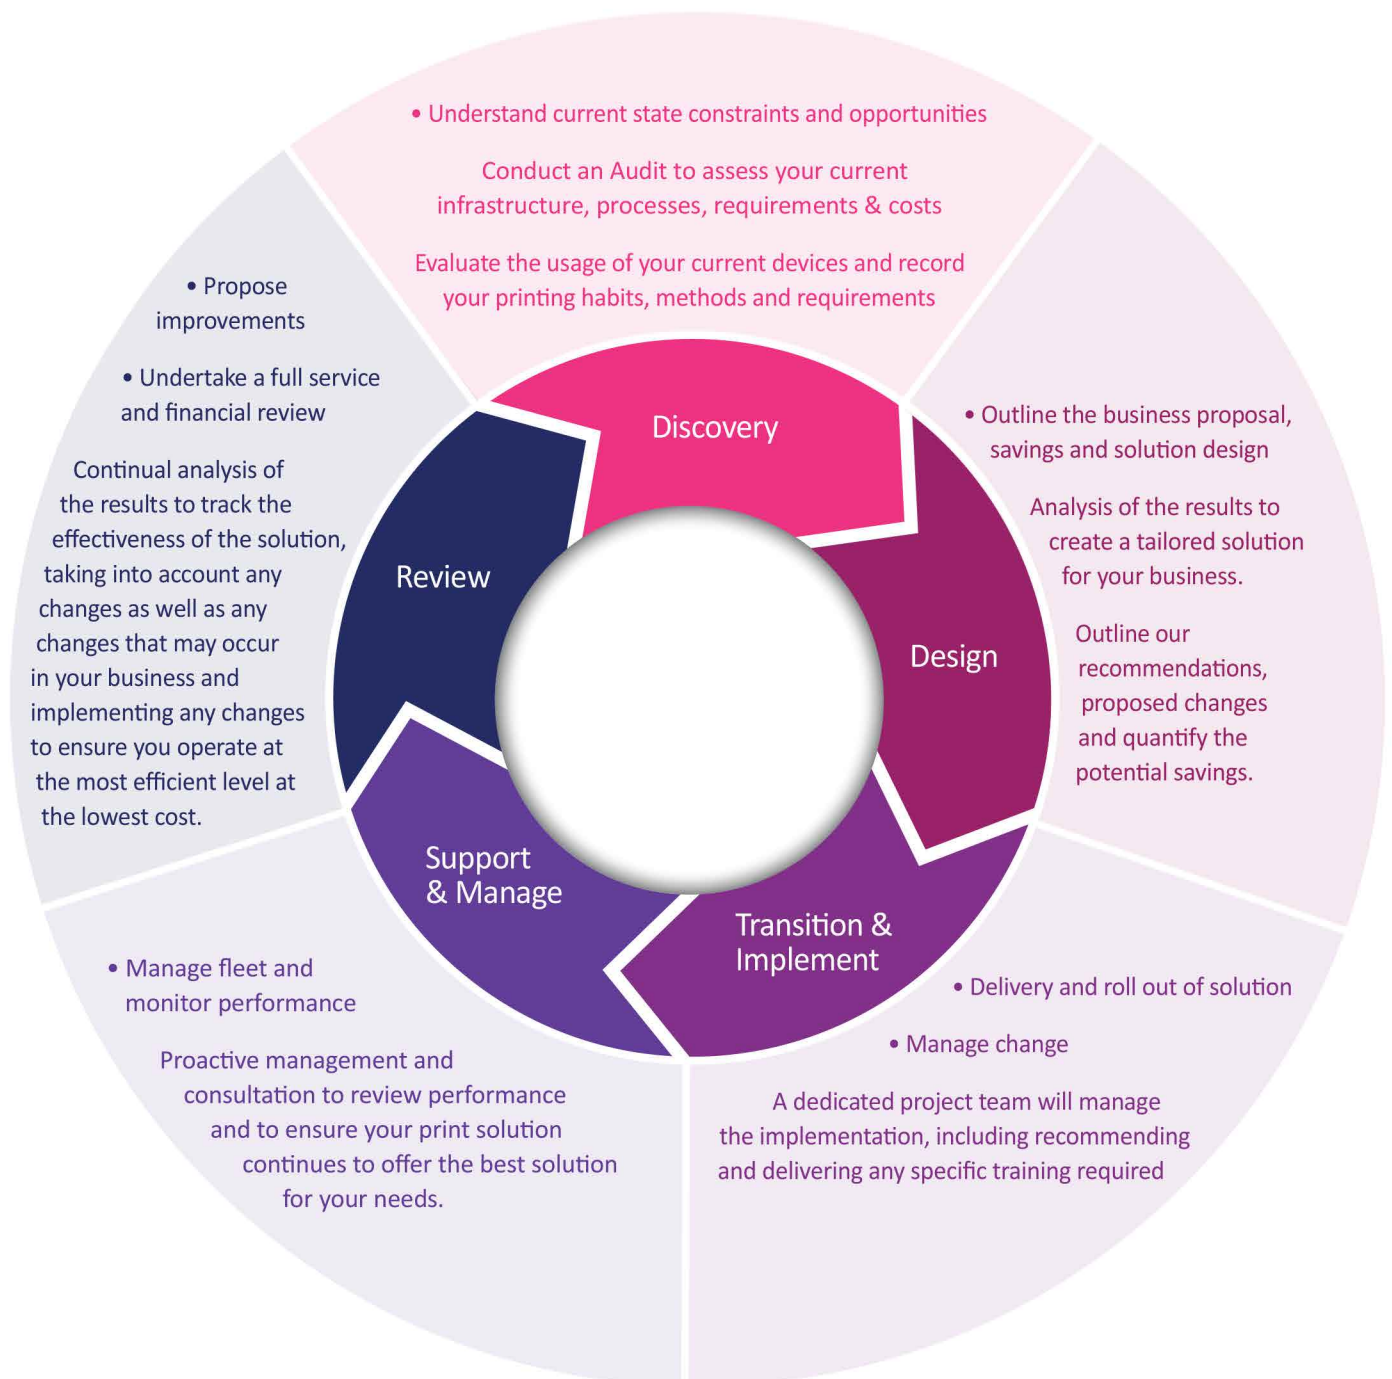 • Understand current state constraints and opportunities
Conduct an Audit to assess your current
infrastructure, processes, requirements & costs
Evaluate the usage of your current devices and record
your printing habits, methods and requirements
Discovery
• Outline the business proposal,
savings and solution design
Analysis of the results to
create a tailored solution
for your business.
Outline our
recommendations,
proposed changes
and quantify the
potential savings.
Design
• Delivery and roll out of solution
• Manage change
A dedicated project team will manage
the implementation, including recommending
and delivering any specific training required
Transition &
Implement
• Manage fleet and
monitor performance
Proactive management and
consultation to review performance
and to ensure your print solution
continues to offer the best solution
for your needs.
Support
& Manage
• Propose
improvements
• Undertake a full service
and financial review
Continual analysis of
the results to track the
effectiveness of the solution,
taking into account any
changes as well as any
changes that may occur
in your business and
implementing any changes
to ensure you operate at
the most efficient level at
the lowest cost.
Review